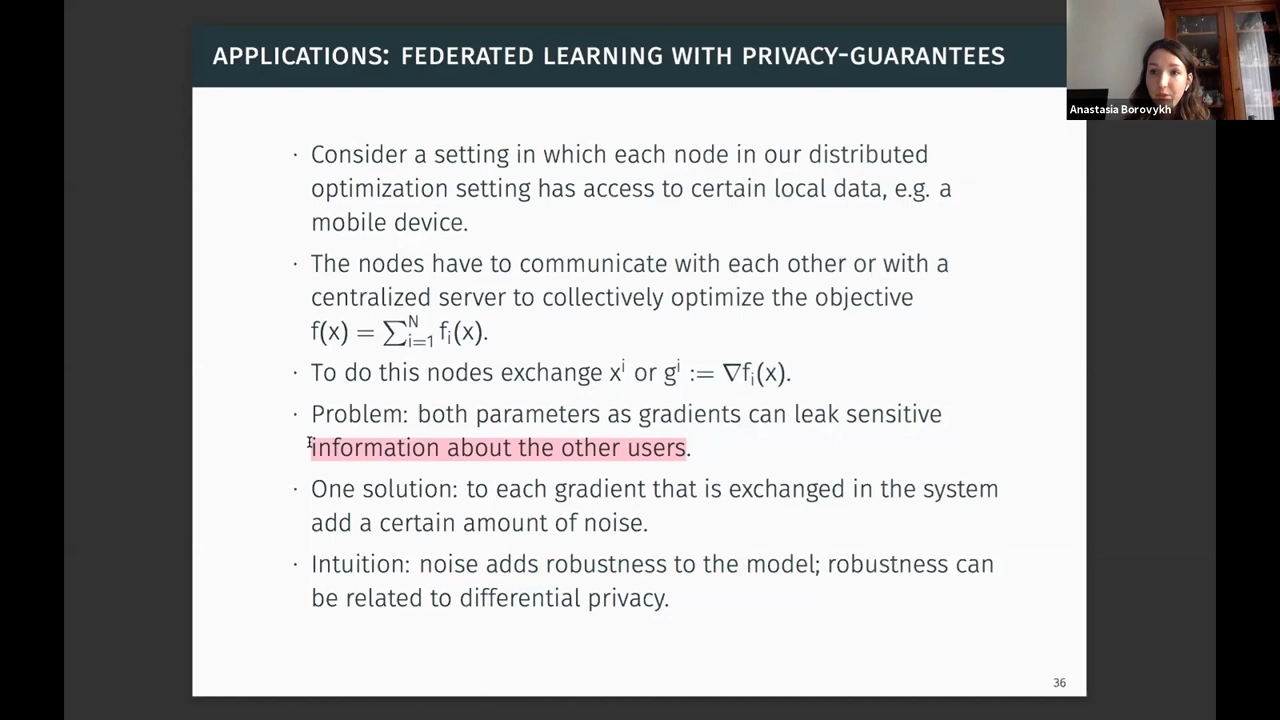 APPLICATIONS: FEDERATED LEARNING WITH PRIVACY-GUARANTEES
Anastasia Borovykh
· Consider a setting in which each node in our distributed
optimization setting has access to certain local data, e.g. a
mobile device.
· The nodes have to communicate with each other or with a
centralized server to collectively optimize the objective
f(x) = ∑ᴺᵢ₌₁ fᵢ(x).
· To do this nodes exchange xⁱ or gⁱ := ∇fᵢ(x).
· Problem: both parameters as gradients can leak sensitive
information about the other users.
· One solution: to each gradient that is exchanged in the system
add a certain amount of noise.
· Intuition: noise adds robustness to the model; robustness can
be related to differential privacy.
36